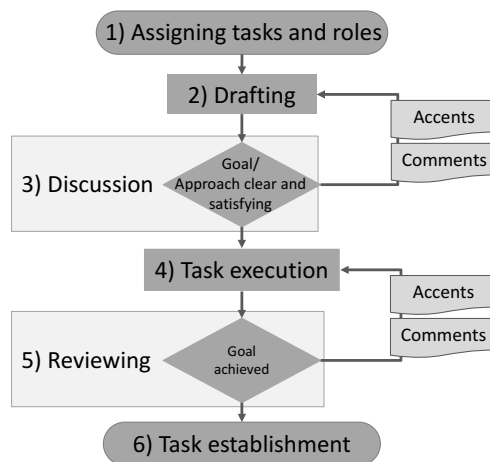 1) Assigning tasks and roles
2) Drafting
Accents
Comments
3) Discussion
Goal/
Approach clear and
satisfying
4) Task execution
Accents
Comments
5) Reviewing
Goal
achieved
6) Task establishment